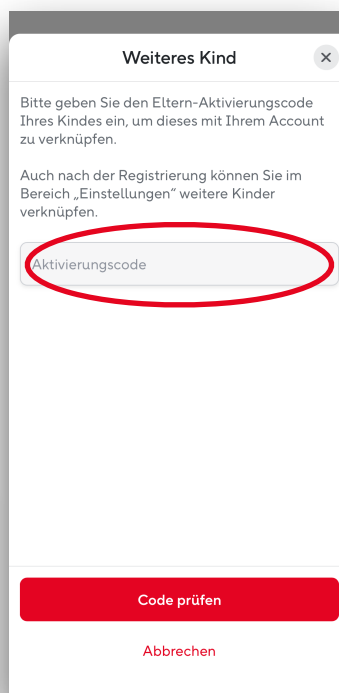 Weiteres Kind
Bitte geben Sie den Eltern-Aktivierungscode
Ihres Kindes ein, um dieses mit Ihrem Account
zu verknüpfen.
Auch nach der Registrierung können Sie im
Bereich „Einstellungen“ weitere Kinder
verknüpfen.
Aktivierungscode
Code prüfen
Abbrechen